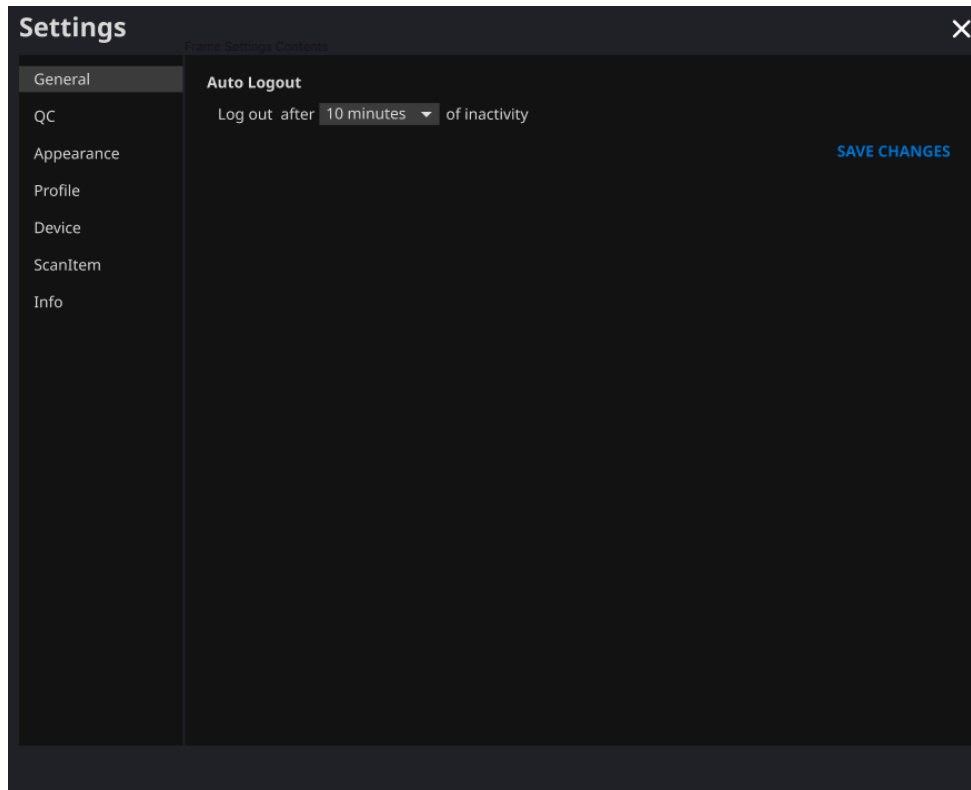 Settings
Frame Settings Contents
General
QC
Appearance
Profile
Device
ScanItem
Info
Auto Logout
Log out after 10 minutes of inactivity
SAVE CHANGES